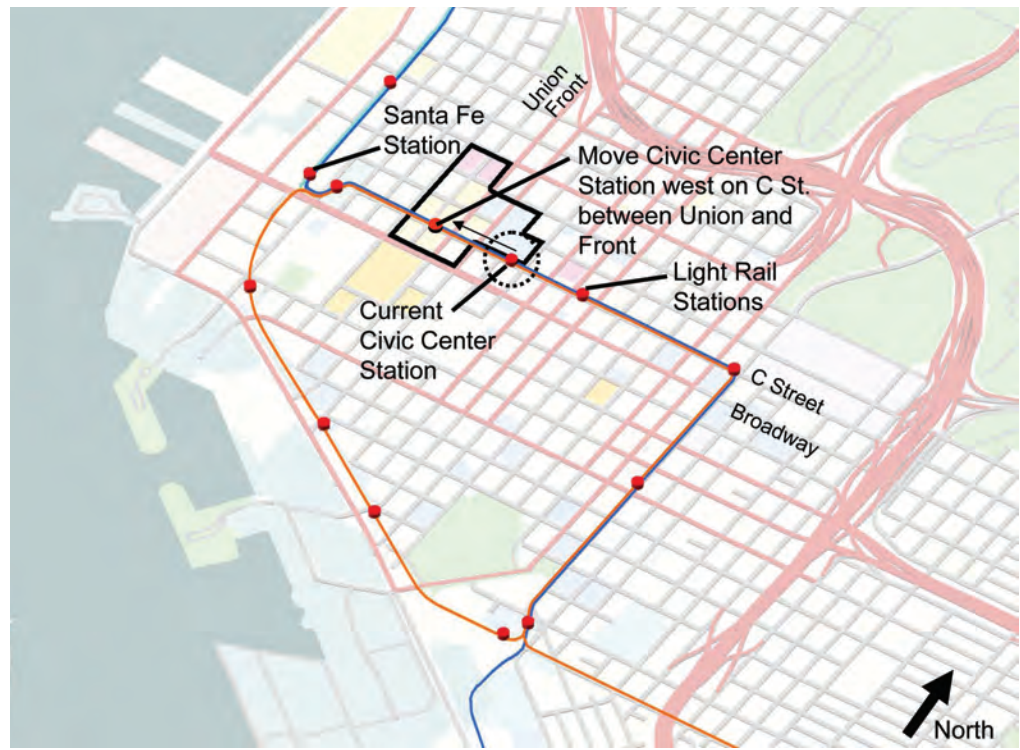 Union
Front
Santa Fe
Station
Move Civic Center
Station west on C St.
between Union and
Front
Light Rail
Stations
Current
Civic Center
Station
C Street
Broadway
North